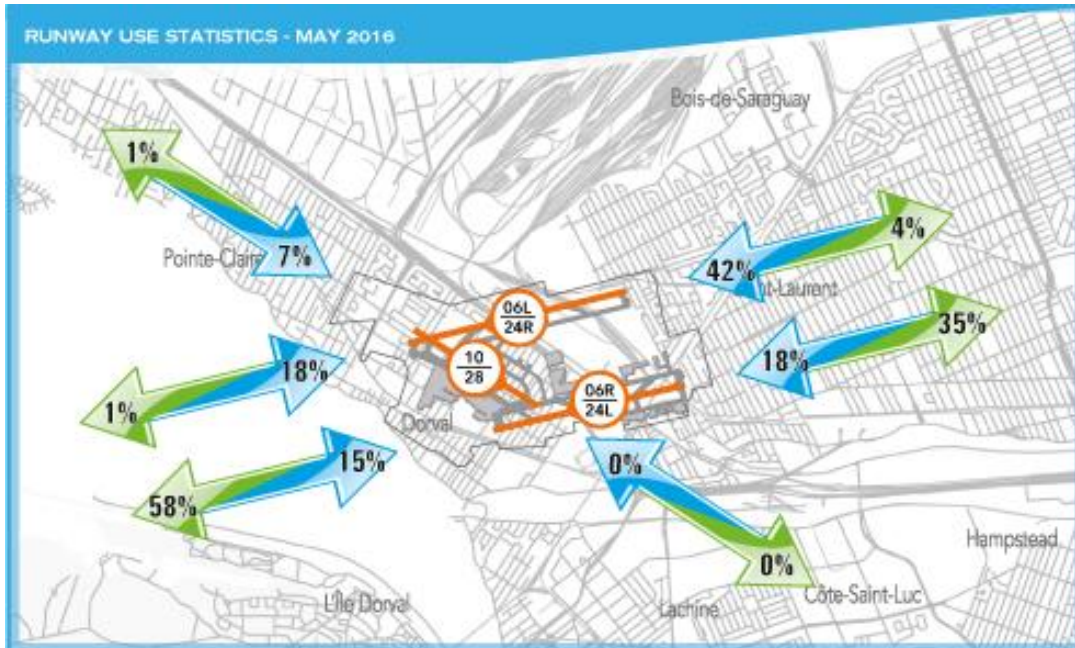 RUNWAY USE STATISTICS - MAY 2016
Bois-de-Saraguay
1%
4%
Pointe-Claire
7%
42%
nt-Laurent
06L
24R
35%
18%
10
28
18%
06R
24L
1%
Dorval
15%
0%
58%
Hampstead
0%
L'Île Dorval
Lachine
Côte-Saint-Luc